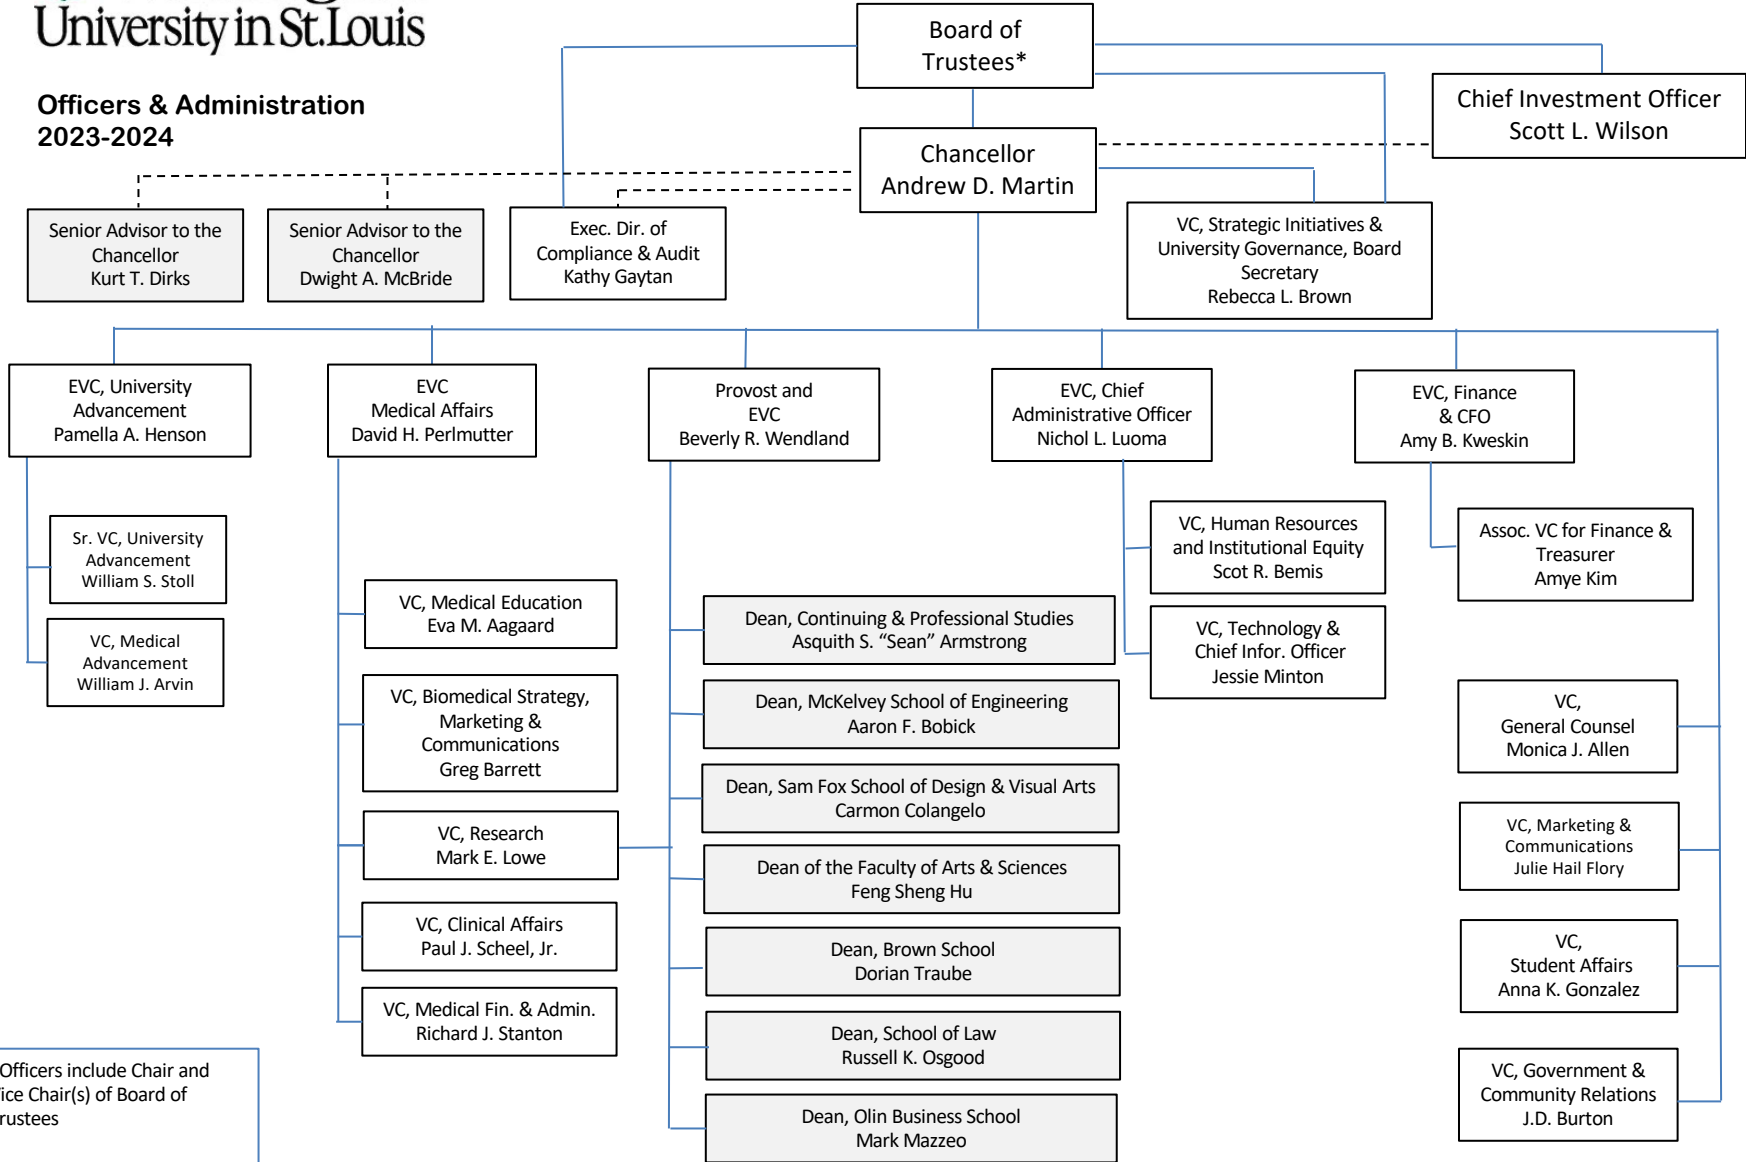 University in St.Louis
Officers & Administration
2023-2024
Board of
Trustees*
Chief Investment Officer
Scott L. Wilson
Chancellor
Andrew D. Martin
Senior Advisor to the
Chancellor
Kurt T. Dirks
Senior Advisor to the
Chancellor
Dwight A. McBride
Exec. Dir. of
Compliance & Audit
Kathy Gaytan
VC, Strategic Initiatives &
University Governance, Board
Secretary
Rebecca L. Brown
EVC, University
Advancement
Pamella A. Henson
EVC
Medical Affairs
David H. Perlmutter
Provost and
EVC
Beverly R. Wendland
EVC, Chief
Administrative Officer
Nichol L. Luoma
EVC, Finance
& CFO
Amy B. Kweskin
Sr. VC, University
Advancement
William S. Stoll
VC, Medical
Advancement
William J. Arvin
VC, Medical Education
Eva M. Aagaard
VC, Biomedical Strategy,
Marketing &
Communications
Greg Barrett
VC, Research
Mark E. Lowe
VC, Clinical Affairs
Paul J. Scheel, Jr.
VC, Medical Fin. & Admin.
Richard J. Stanton
Dean, Continuing & Professional Studies
Asquith S. “Sean” Armstrong
Dean, McKelvey School of Engineering
Aaron F. Bobick
Dean, Sam Fox School of Design & Visual Arts
Carmon Colangelo
Dean of the Faculty of Arts & Sciences
Feng Sheng Hu
Dean, Brown School
Dorian Traube
Dean, School of Law
Russell K. Osgood
Dean, Olin Business School
Mark Mazzeo
VC, Human Resources
and Institutional Equity
Scot R. Bemis
VC, Technology &
Chief Infor. Officer
Jessie Minton
Assoc. VC for Finance &
Treasurer
Amye Kim
VC,
General Counsel
Monica J. Allen
VC, Marketing &
Communications
Julie Hail Flory
VC,
Student Affairs
Anna K. Gonzalez
VC, Government &
Community Relations
J.D. Burton
Officers include Chair and
ice Chair(s) of Board of
rustees